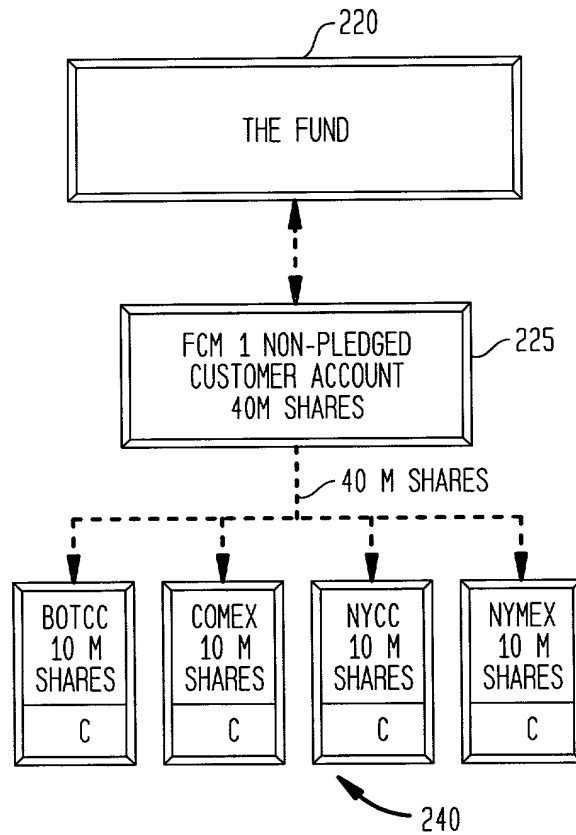 220
THE FUND
FCM 1 NON-PLEDGED
CUSTOMER ACCOUNT
40M SHARES
225
40 M SHARES
BOTCC
10 M
SHARES
C
COMEX
10 M
SHARES
C
NYCC
10 M
SHARES
C
NYMEX
10 M
SHARES
C
240